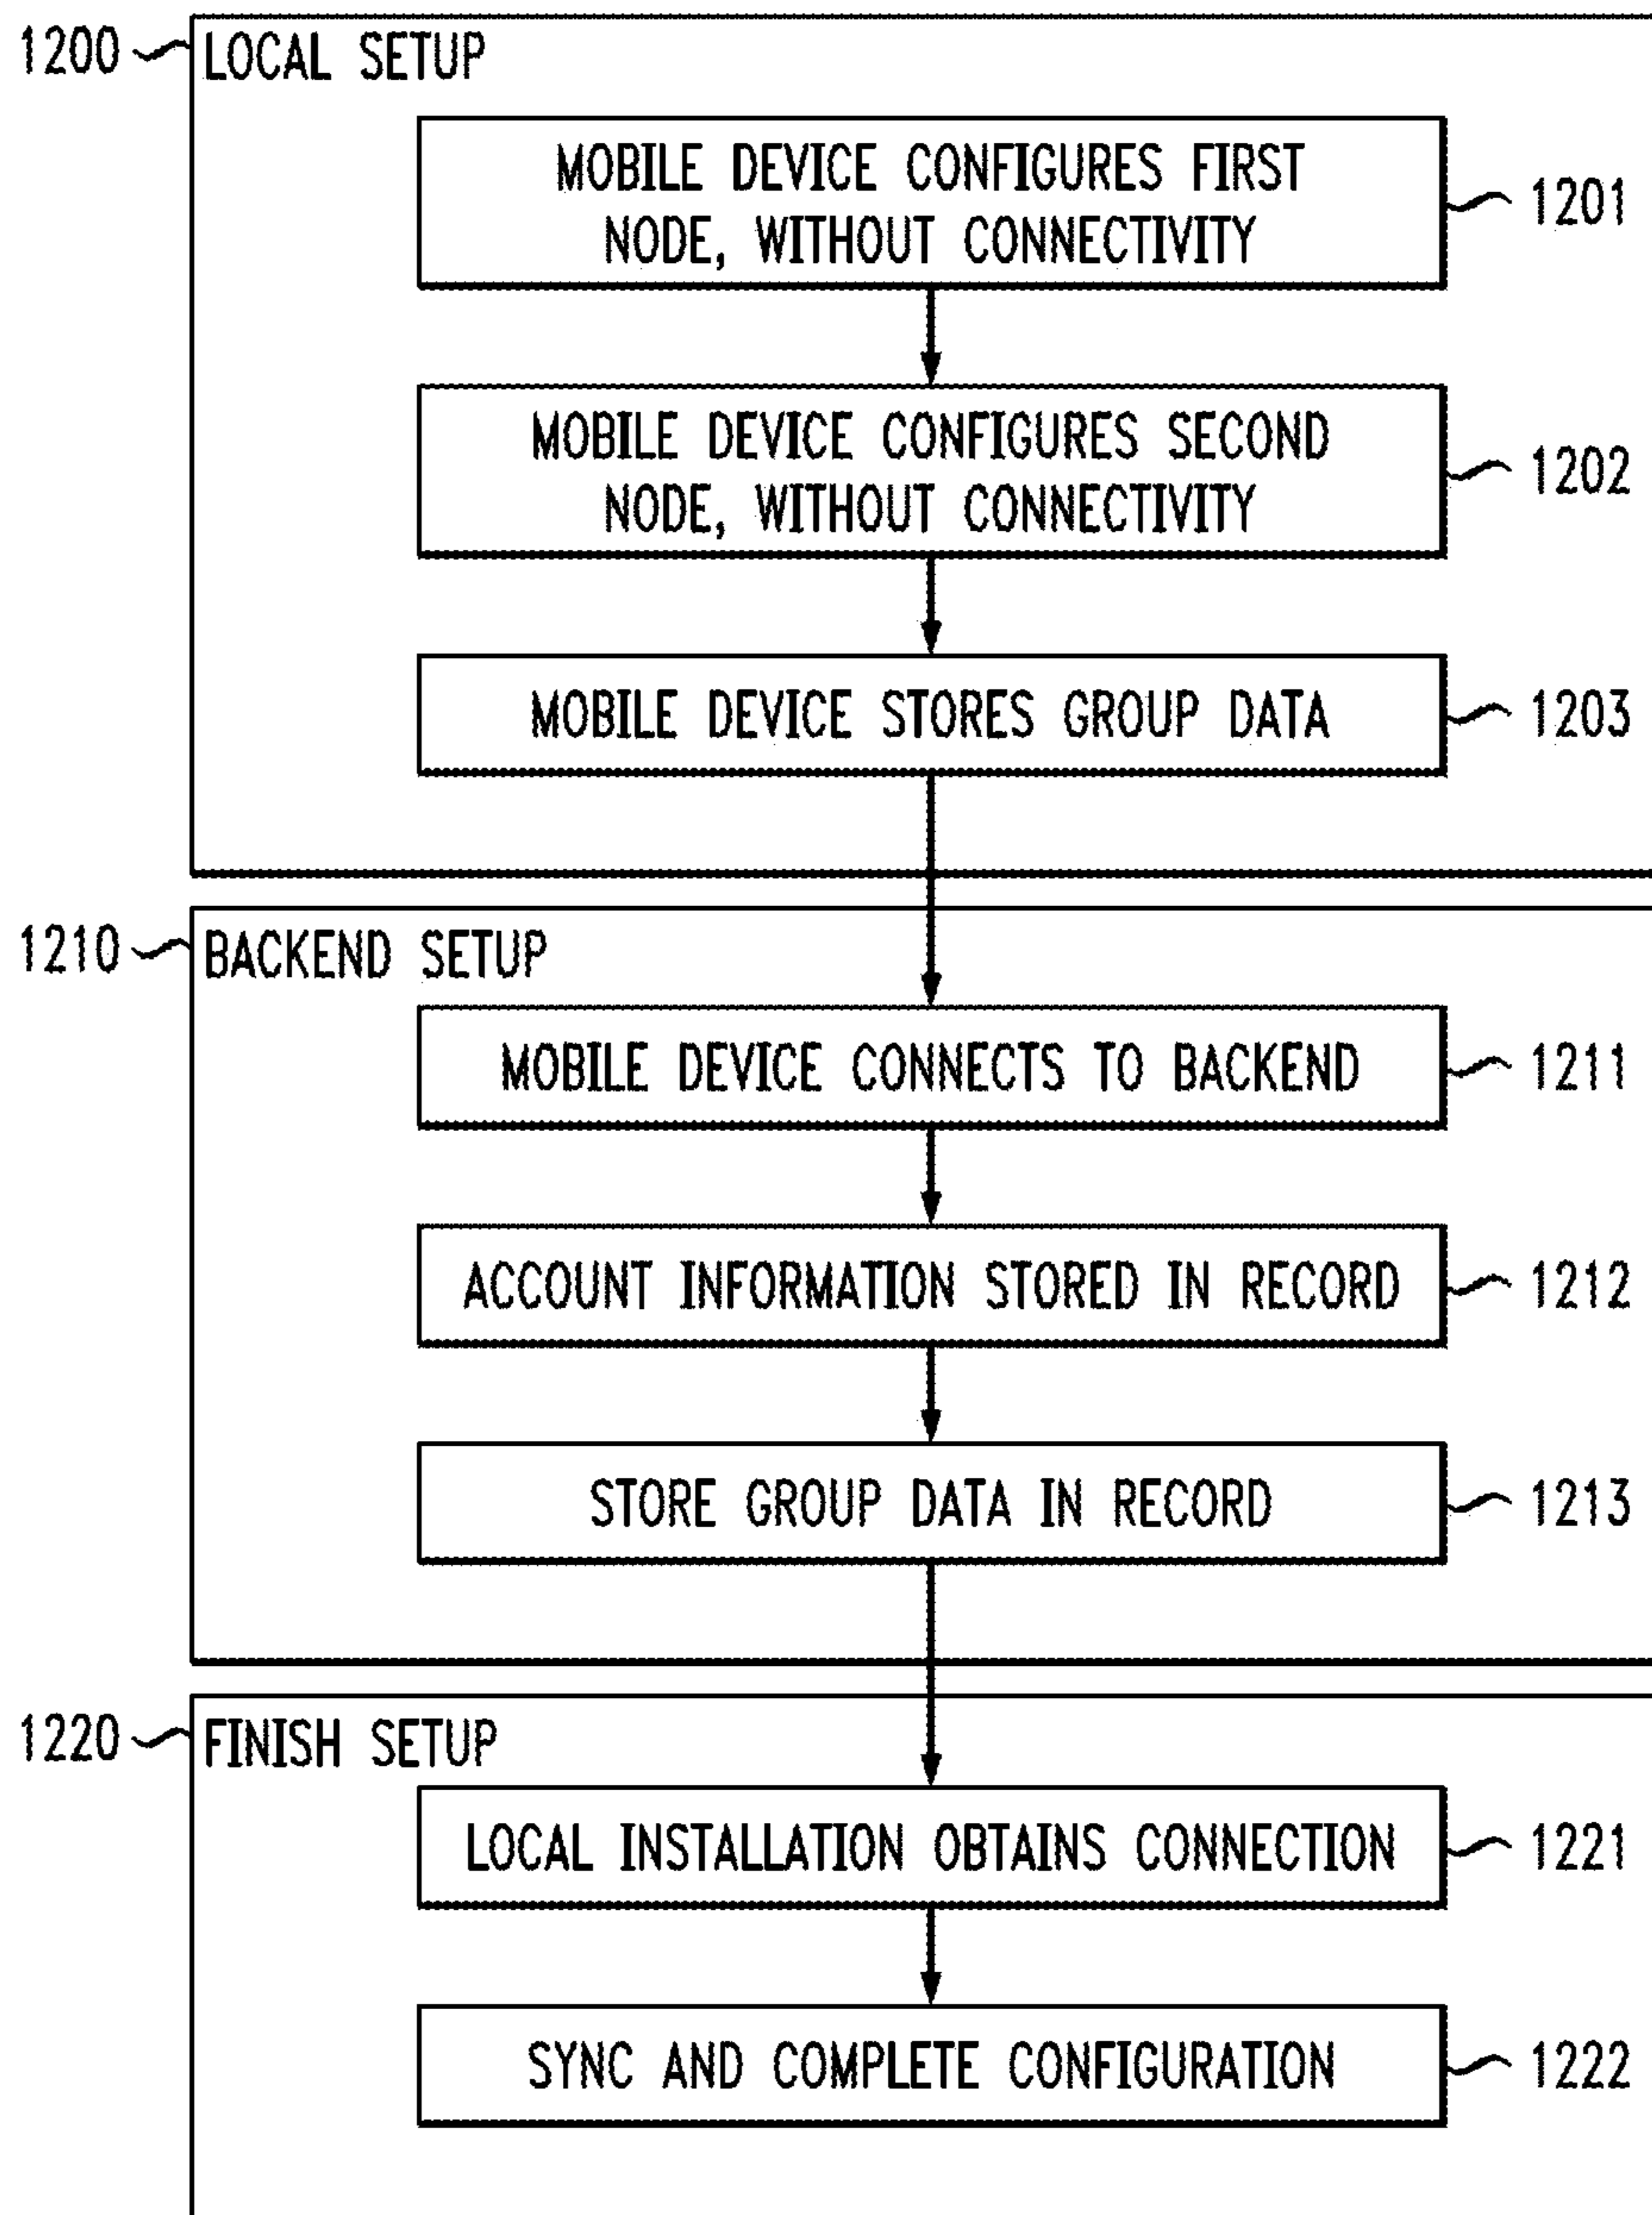 1200
LOCAL SETUP
MOBILE DEVICE CONFIGURES FIRST
NODE, WITHOUT CONNECTIVITY
1201
MOBILE DEVICE CONFIGURES SECOND
NODE, WITHOUT CONNECTIVITY
1202
MOBILE DEVICE STORES GROUP DATA
1203
1210
BACKEND SETUP
MOBILE DEVICE CONNECTS TO BACKEND
1211
ACCOUNT INFORMATION STORED IN RECORD
1212
STORE GROUP DATA IN RECORD
1213
1220
FINISH SETUP
LOCAL INSTALLATION OBTAINS CONNECTION
1221
SYNC AND COMPLETE CONFIGURATION
1222